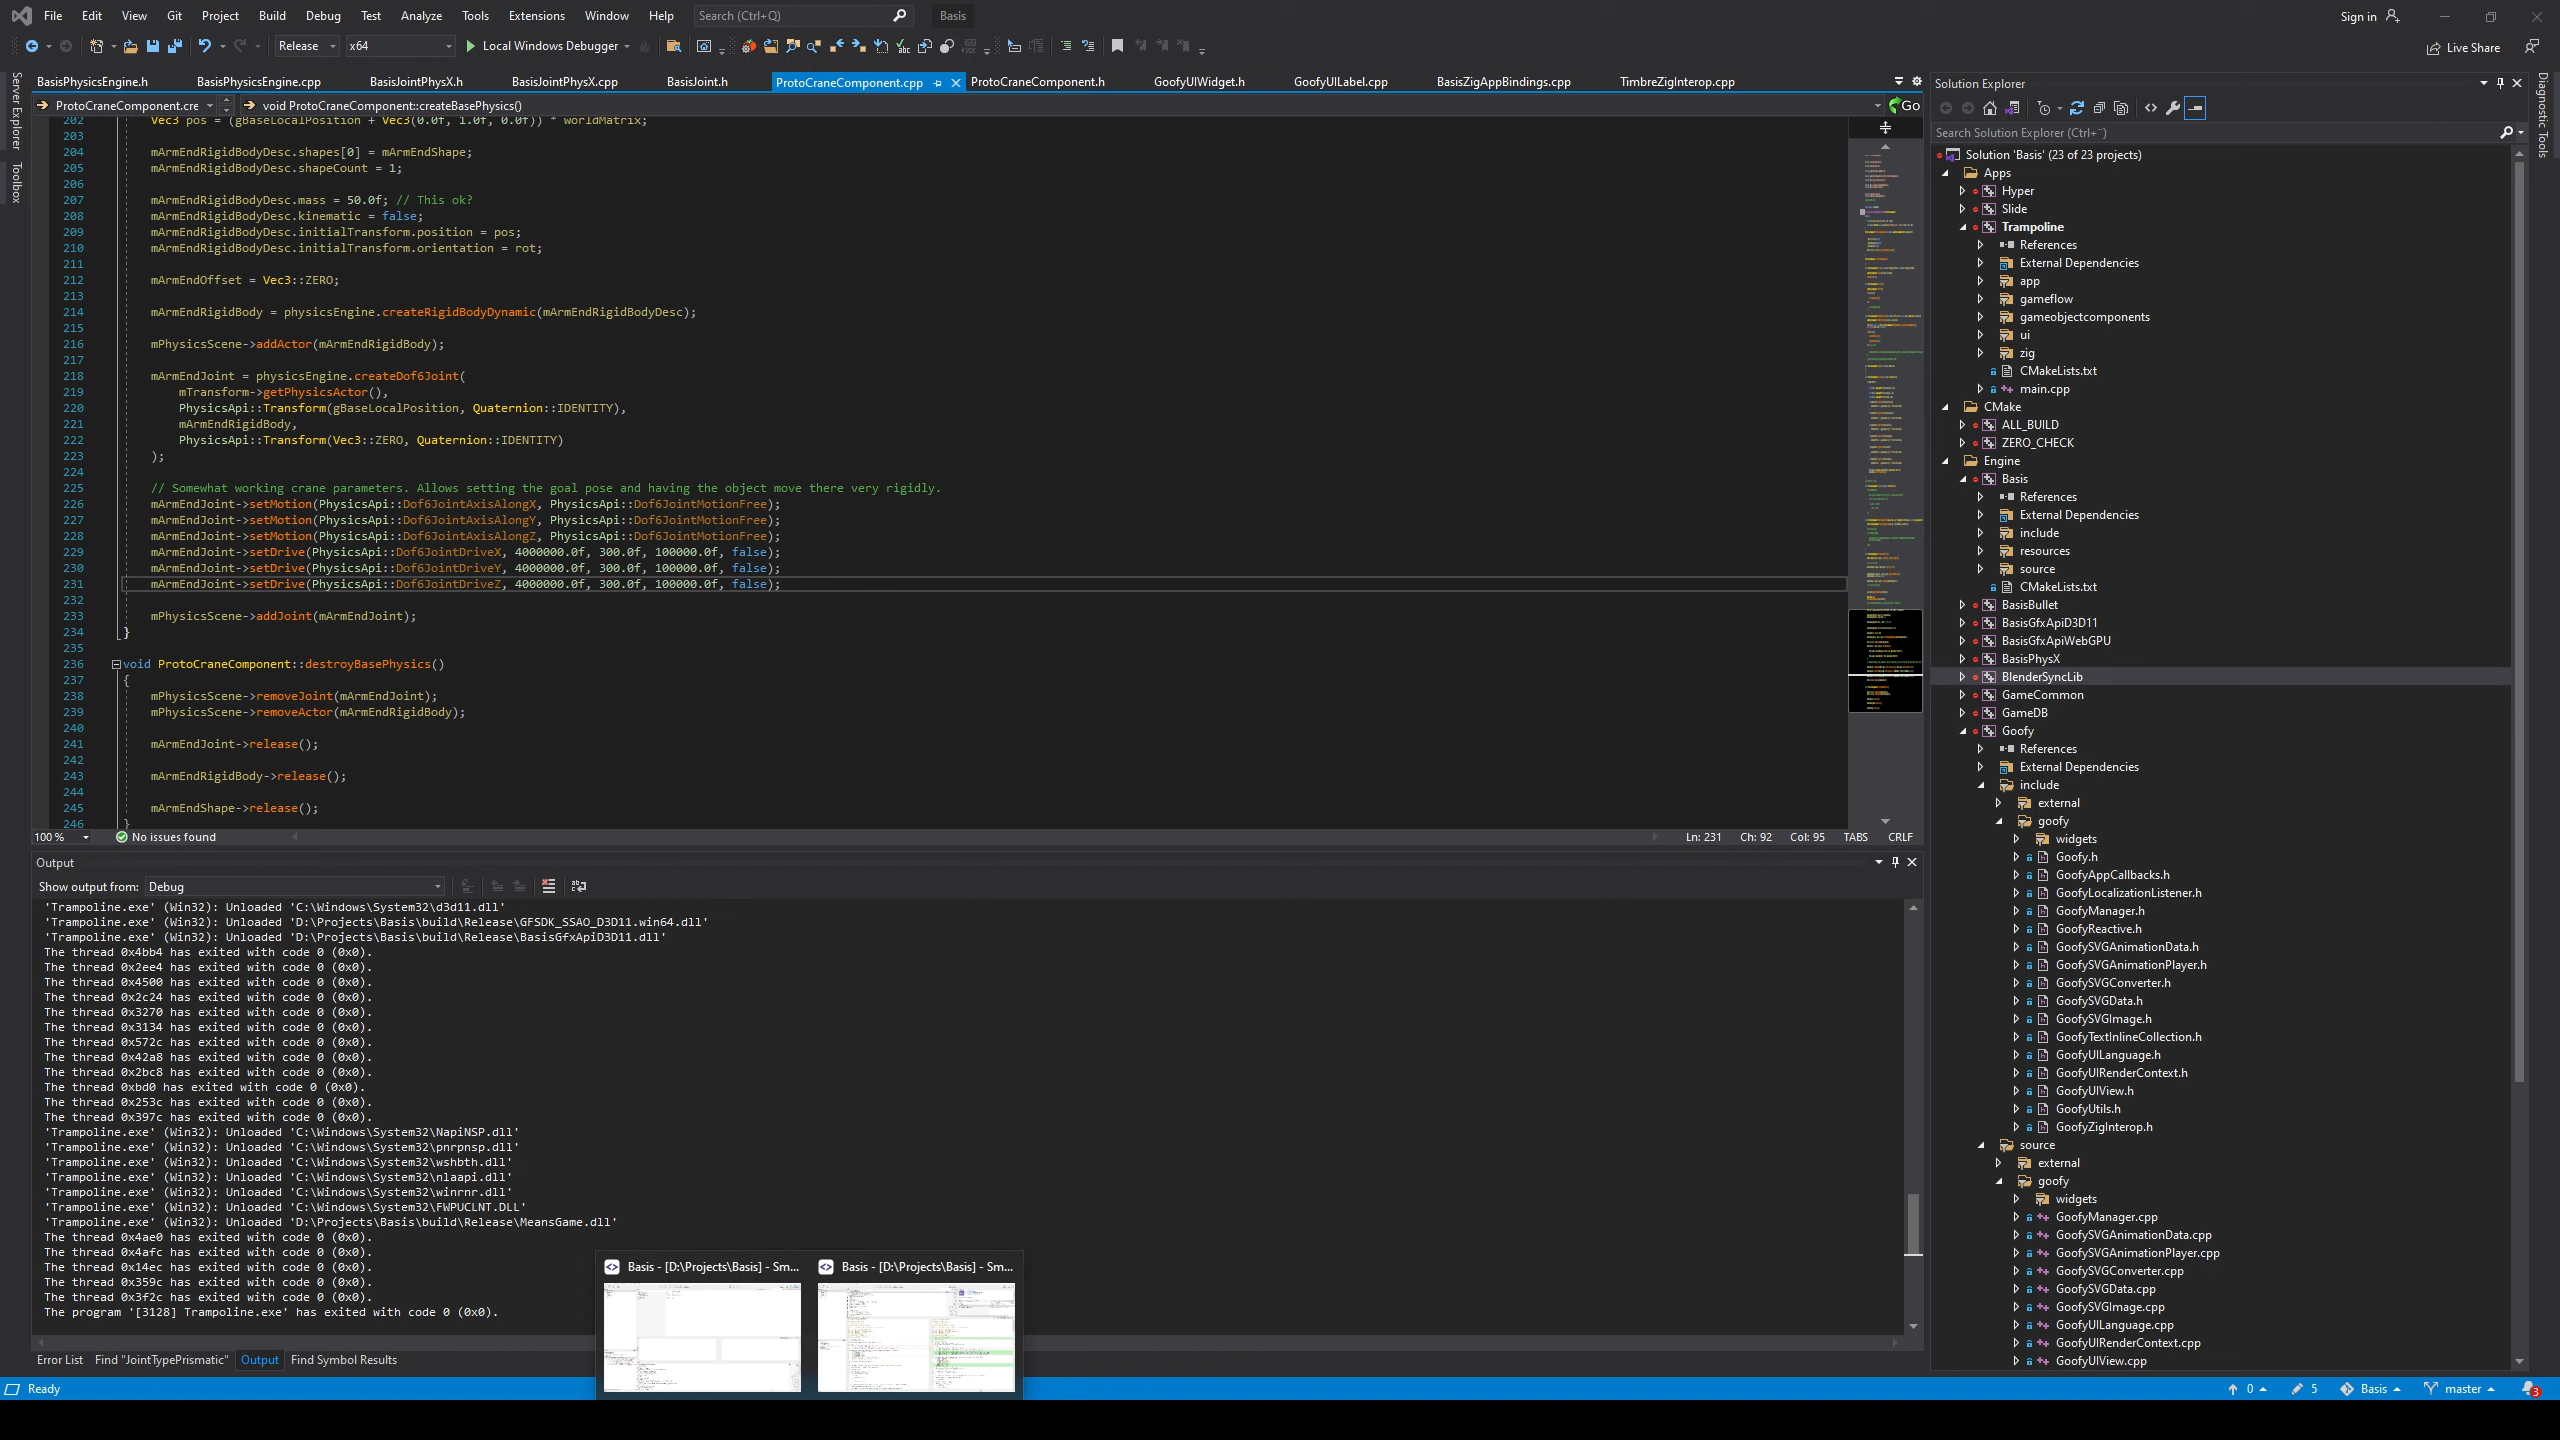 File Edit View Git Project Build Debug Test Analyze Tools Extensions Window Help Search (Ctrl+Q) Basis Sign in
Release x64 Local Windows Debugger Live Share
Server Explorer
Toolbox
Diagnostic Tools
BasisPhysicsEngine.h BasisPhysicsEngine.cpp BasisJointPhysX.h BasisJointPhysX.cpp BasisJoint.h ProtoCraneComponent.cpp ProtoCraneComponent.h GoofyUIWidget.h GoofyUILabel.cpp BasisZigAppBindings.cpp TimbreZigInterop.cpp
ProtoCraneComponent.cre void ProtoCraneComponent::createBasePhysics() Go
202 Vec3 pos = (gBaseLocalPosition + Vec3(0.0f, 1.0f, 0.0f)) * worldMatrix;
203
204 mArmEndRigidBodyDesc.shapes[0] = mArmEndShape;
205 mArmEndRigidBodyDesc.shapeCount = 1;
206
207 mArmEndRigidBodyDesc.mass = 50.0f; // This ok?
208 mArmEndRigidBodyDesc.kinematic = false;
209 mArmEndRigidBodyDesc.initialTransform.position = pos;
210 mArmEndRigidBodyDesc.initialTransform.orientation = rot;
211
212 mArmEndOffset = Vec3::ZERO;
213
214 mArmEndRigidBody = physicsEngine.createRigidBodyDynamic(mArmEndRigidBodyDesc);
215
216 mPhysicsScene->addActor(mArmEndRigidBody);
217
218 mArmEndJoint = physicsEngine.createDof6Joint(
219 mTransform->getPhysicsActor(),
220 PhysicsApi::Transform(gBaseLocalPosition, Quaternion::IDENTITY),
221 mArmEndRigidBody,
222 PhysicsApi::Transform(Vec3::ZERO, Quaternion::IDENTITY)
223 );
224
225 // Somewhat working crane parameters. Allows setting the goal pose and having the object move there very rigidly.
226 mArmEndJoint->setMotion(PhysicsApi::Dof6JointAxisAlongX, PhysicsApi::Dof6JointMotionFree);
227 mArmEndJoint->setMotion(PhysicsApi::Dof6JointAxisAlongY, PhysicsApi::Dof6JointMotionFree);
228 mArmEndJoint->setMotion(PhysicsApi::Dof6JointAxisAlongZ, PhysicsApi::Dof6JointMotionFree);
229 mArmEndJoint->setDrive(PhysicsApi::Dof6JointDriveX, 4000000.0f, 300.0f, 100000.0f, false);
230 mArmEndJoint->setDrive(PhysicsApi::Dof6JointDriveY, 4000000.0f, 300.0f, 100000.0f, false);
231 mArmEndJoint->setDrive(PhysicsApi::Dof6JointDriveZ, 4000000.0f, 300.0f, 100000.0f, false);
232
233 mPhysicsScene->addJoint(mArmEndJoint);
234 }
235
236 void ProtoCraneComponent::destroyBasePhysics()
237 {
238 mPhysicsScene->removeJoint(mArmEndJoint);
239 mPhysicsScene->removeActor(mArmEndRigidBody);
240
241 mArmEndJoint->release();
242
243 mArmEndRigidBody->release();
244
245 mArmEndShape->release();
246 }
100 % No issues found Ln: 231 Ch: 92 Col: 95 TABS CRLF
Output
Show output from: Debug
'Trampoline.exe' (Win32): Unloaded 'C:\Windows\System32\d3d11.dll'
'Trampoline.exe' (Win32): Unloaded 'D:\Projects\Basis\build\Release\GFSDK_SSAO_D3D11.win64.dll'
'Trampoline.exe' (Win32): Unloaded 'D:\Projects\Basis\build\Release\BasisGfxApiD3D11.dll'
The thread 0x4bb4 has exited with code 0 (0x0).
The thread 0x2ee4 has exited with code 0 (0x0).
The thread 0x4500 has exited with code 0 (0x0).
The thread 0x2c24 has exited with code 0 (0x0).
The thread 0x3270 has exited with code 0 (0x0).
The thread 0x3134 has exited with code 0 (0x0).
The thread 0x572c has exited with code 0 (0x0).
The thread 0x42a8 has exited with code 0 (0x0).
The thread 0x2bc8 has exited with code 0 (0x0).
The thread 0xbd0 has exited with code 0 (0x0).
The thread 0x253c has exited with code 0 (0x0).
The thread 0x397c has exited with code 0 (0x0).
'Trampoline.exe' (Win32): Unloaded 'C:\Windows\System32\NapiNSP.dll'
'Trampoline.exe' (Win32): Unloaded 'C:\Windows\System32\pnrpnsp.dll'
'Trampoline.exe' (Win32): Unloaded 'C:\Windows\System32\wshbth.dll'
'Trampoline.exe' (Win32): Unloaded 'C:\Windows\System32\nlaapi.dll'
'Trampoline.exe' (Win32): Unloaded 'C:\Windows\System32\winrnr.dll'
'Trampoline.exe' (Win32): Unloaded 'C:\Windows\System32\FWPUCLNT.DLL'
'Trampoline.exe' (Win32): Unloaded 'D:\Projects\Basis\build\Release\MeansGame.dll'
The thread 0x4ae0 has exited with code 0 (0x0).
The thread 0x4afc has exited with code 0 (0x0).
The thread 0x14ec has exited with code 0 (0x0).
The thread 0x359c has exited with code 0 (0x0).
The thread 0x3f2c has exited with code 0 (0x0).
The program '[3128] Trampoline.exe' has exited with code 0 (0x0).
Basis - [D:\Projects\Basis] - Sm... Basis - [D:\Projects\Basis] - Sm...
Error List Find "JointTypePrismatic" Output Find Symbol Results
Solution Explorer
Search Solution Explorer (Ctrl+¨)
Solution 'Basis' (23 of 23 projects)
Apps
Hyper
Slide
Trampoline
References
External Dependencies
app
gameflow
gameobjectcomponents
ui
zig
CMakeLists.txt
main.cpp
CMake
ALL_BUILD
ZERO_CHECK
Engine
Basis
References
External Dependencies
include
resources
source
CMakeLists.txt
BasisBullet
BasisGfxApiD3D11
BasisGfxApiWebGPU
BasisPhysX
BlenderSyncLib
GameCommon
GameDB
Goofy
References
External Dependencies
include
external
goofy
widgets
Goofy.h
GoofyAppCallbacks.h
GoofyLocalizationListener.h
GoofyManager.h
GoofyReactive.h
GoofySVGAnimationData.h
GoofySVGAnimationPlayer.h
GoofySVGConverter.h
GoofySVGData.h
GoofySVGImage.h
GoofyTextInlineCollection.h
GoofyUILanguage.h
GoofyUIRenderContext.h
GoofyUIView.h
GoofyUtils.h
GoofyZigInterop.h
source
external
goofy
widgets
GoofyManager.cpp
GoofySVGAnimationData.cpp
GoofySVGAnimationPlayer.cpp
GoofySVGConverter.cpp
GoofySVGData.cpp
GoofySVGImage.cpp
GoofyUILanguage.cpp
GoofyUIRenderContext.cpp
GoofyUIView.cpp
Ready 0 5 Basis master 3